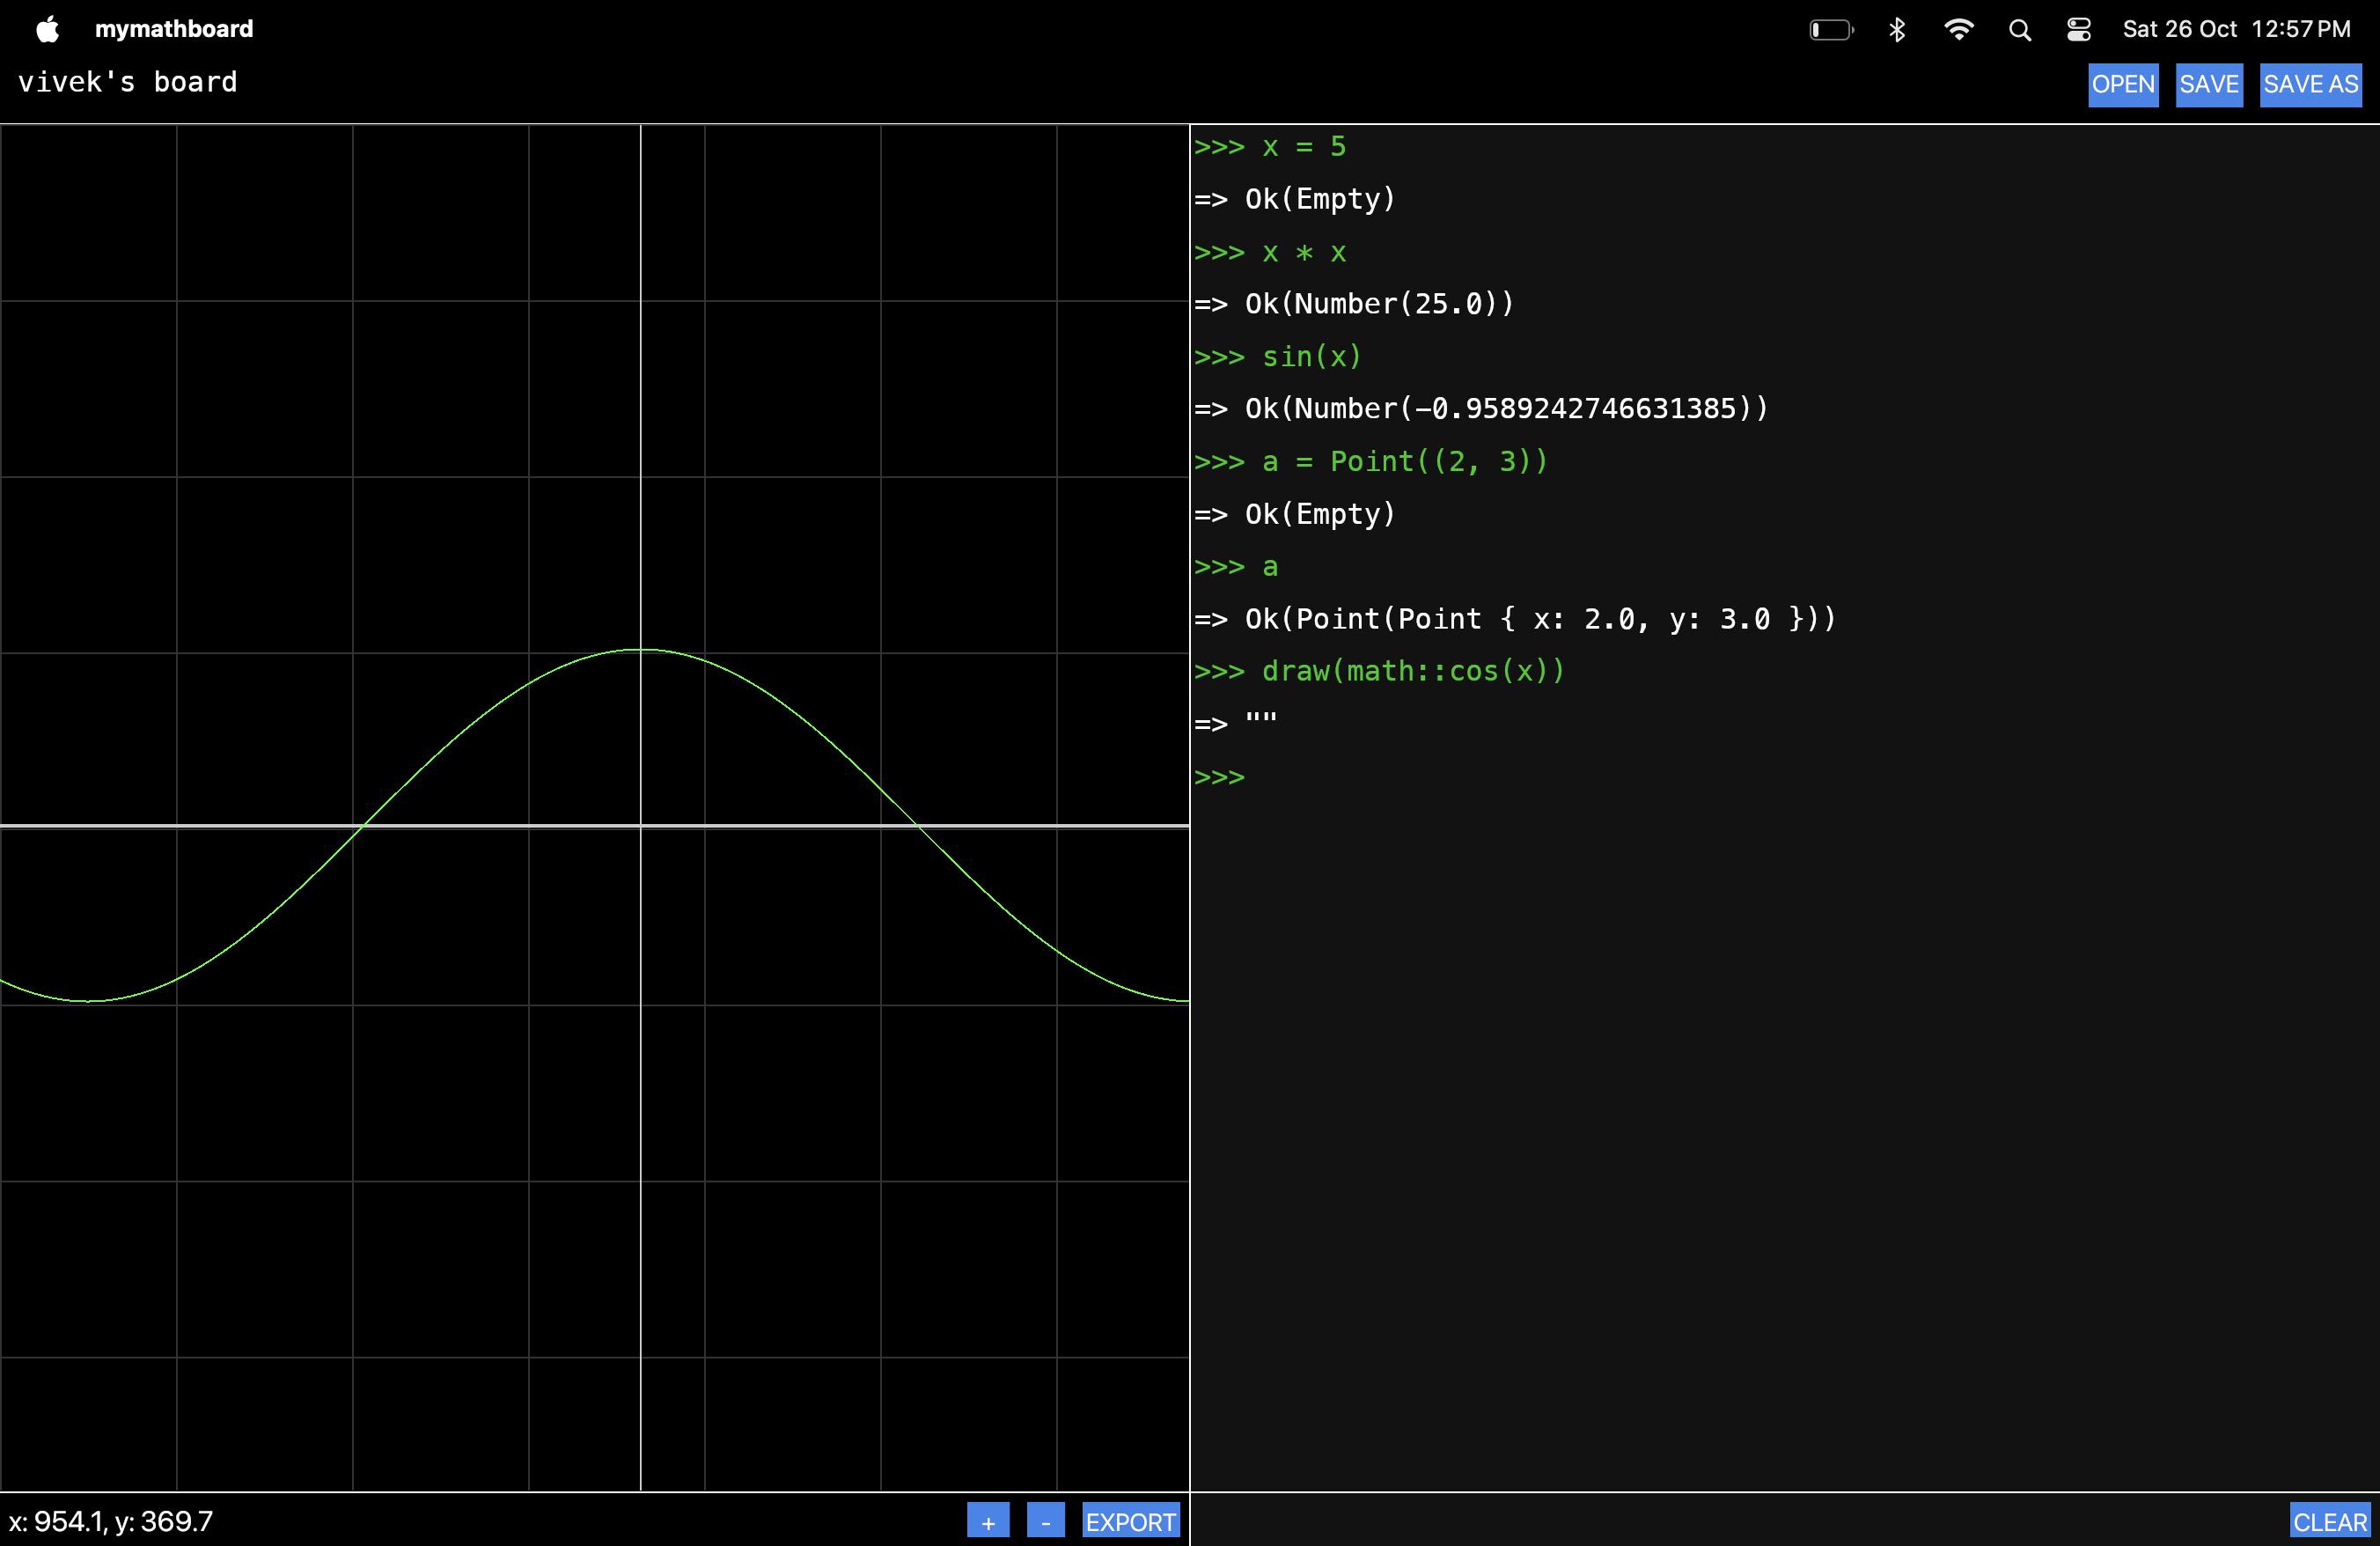 mymathboard
Sat 26 Oct 12:57 PM
vivek's board
OPEN
SAVE
SAVE AS
>>> x = 5
=> Ok(Empty)
>>> x * x
=> Ok(Number(25.0))
>>> sin(x)
=> Ok(Number(-0.9589242746631385))
>>> a = Point((2, 3))
=> Ok(Empty)
>>> a
=> Ok(Point(Point { x: 2.0, y: 3.0 }))
>>> draw(math::cos(x))
=> ""
>>>
x: 954.1, y: 369.7
+
-
EXPORT
CLEAR